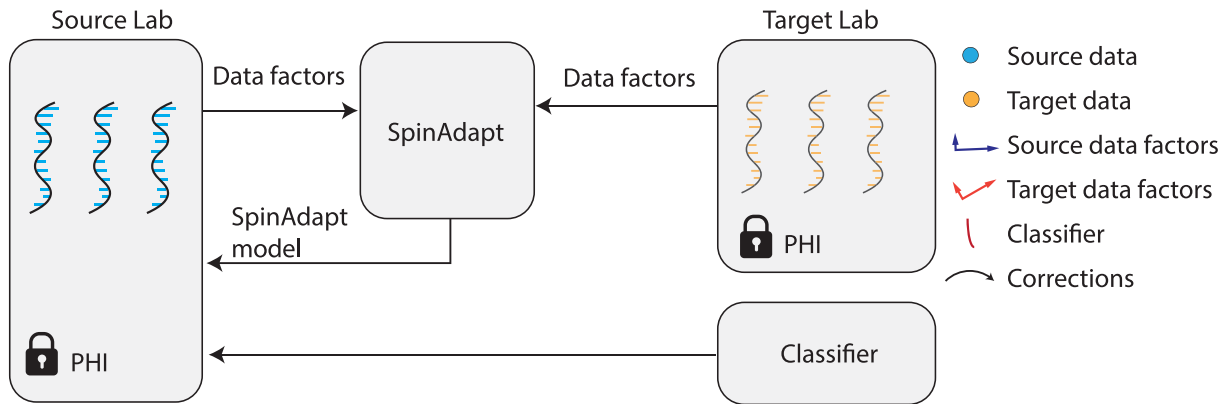 Source Lab
Target Lab
Data factors
Data factors
SpinAdapt
SpinAdapt
model
PHI
PHI
Classifier
Source data
Target data
Source data factors
Target data factors
Classifier
Corrections